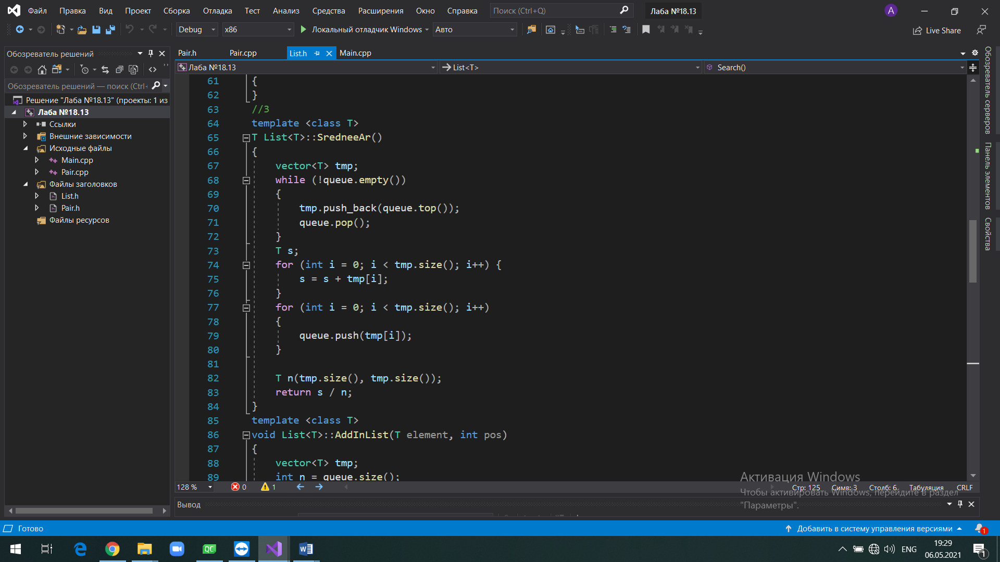 Файл Правка Вид Проект Сборка Отладка Тест Анализ Средства Расширения Окно Справка Поиск (Ctrl+Q) Лаба №18.13 A
Debug x86 Локальный отладчик Windows Авто Live Share
Обозреватель решений
Pair.h Pair.cpp List.h Main.cpp
Лаба №18.13 List<T> Search()
Обозреватель решений — поиск (Ctrl+
Решение "Лаба №18.13" (проекты: 1 из
Лаба №18.13
Ссылки
Внешние зависимости
Исходные файлы
Main.cpp
Pair.cpp
Файлы заголовков
List.h
Pair.h
Файлы ресурсов
61 {
62 }
63 //3
64 template <class T>
65 T List<T>::SredneeAr()
66 {
67 vector<T> tmp;
68 while (!queue.empty())
69 {
70 tmp.push_back(queue.top());
71 queue.pop();
72 }
73 T s;
74 for (int i = 0; i < tmp.size(); i++) {
75 s = s + tmp[i];
76 }
77 for (int i = 0; i < tmp.size(); i++)
78 {
79 queue.push(tmp[i]);
80 }
81
82 T n(tmp.size(), tmp.size());
83 return s / n;
84 }
85 template <class T>
86 void List<T>::AddInList(T element, int pos)
87 {
88 vector<T> tmp;
89 int n = queue.size();
Обозреватель серверов
Панель элементов
Свойства
128 % 0 1 Стр: 125 Симв: 3 Столб: 6 Табуляция CRLF
Активация Windows
Чтобы активировать Windows, перейдите в раздел
"Параметры".
Вывод
Готово Добавить в систему управления версиями 1
QC W ENG 19:29
06.05.2021
1